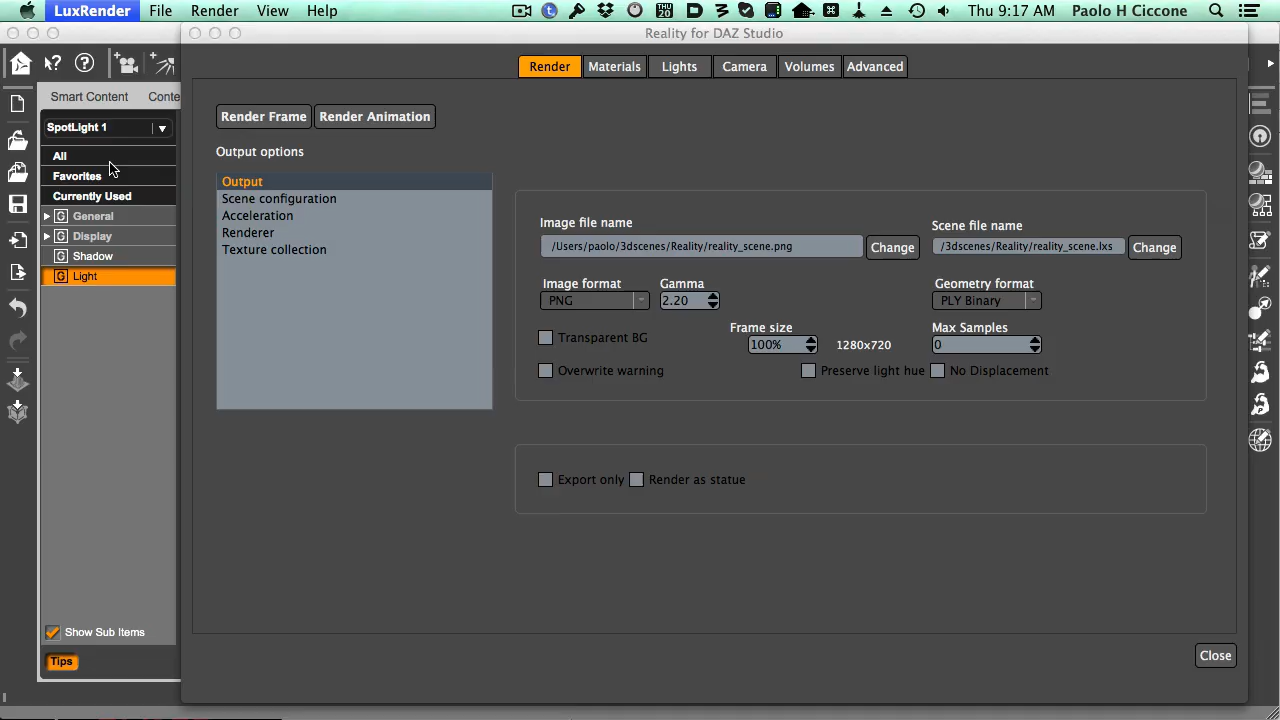 LuxRender File Render View Help Thu 9:17 AM Paolo H Ciccone
THU 20
Reality for DAZ Studio
Render Materials Lights Camera Volumes Advanced
Smart Content Conte
SpotLight 1
All
Favorites
Currently Used
G General
G Display
G Shadow
G Light
Show Sub Items
Tips
Render Frame Render Animation
Output options
Output
Scene configuration
Acceleration
Renderer
Texture collection
Image file name Scene file name
/Users/paolo/3dscenes/Reality/reality_scene.png Change /3dscenes/Reality/reality_scene.lxs Change
Image format Gamma Geometry format
PNG 2.20 PLY Binary
Frame size Max Samples
Transparent BG 100% 1280x720 0
Overwrite warning Preserve light hue No Displacement
Export only Render as statue
Close